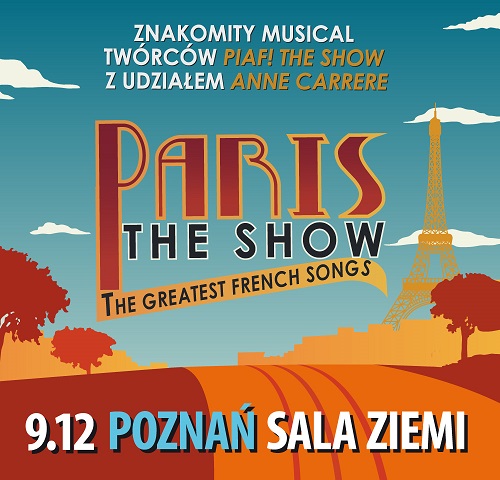 ZNAKOMITY MUSICAL
TWÓRCÓW PIAF! THE SHOW
Z UDZIAŁEM ANNE CARRERE
PARIS
THE SHOW
THE GREATEST FRENCH SONGS
9.12 POZNAŃ SALA ZIEMI